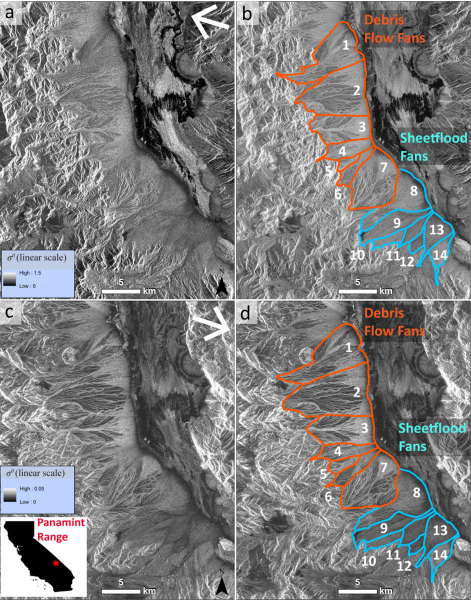 a
σ⁰ (linear scale)
High : 1.5
Low : 0
5
km
b
Debris
Flow Fans
1
2
3
4
5
6
7
Sheetflood
Fans
8
9
10
11
12
13
14
5
km
c
σ⁰ (linear scale)
High : 0.05
Low : 0
Panamint
Range
5
km
d
Debris
Flow Fans
1
2
3
4
5
6
7
Sheetflood
Fans
8
9
10
11
12
13
14
5
km